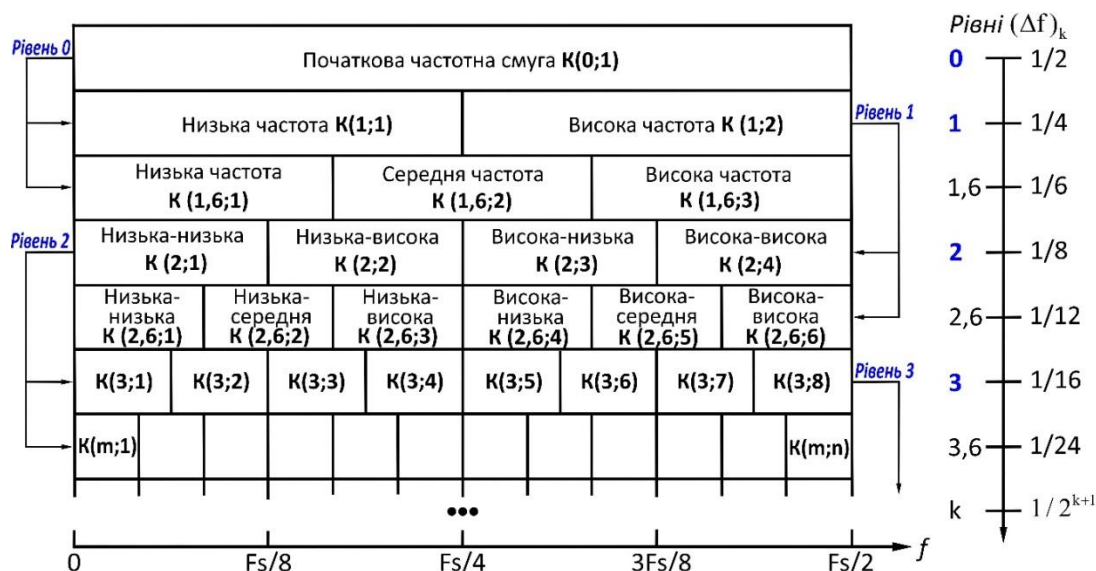 Рівні (Δf)k
Рівень 0
Початкова частотна смуга К(0;1)
0 1/2
Низька частота К(1;1)
Висока частота К (1;2)
Рівень 1
1 1/4
Низька частота
К (1,6;1)
Середня частота
К (1,6;2)
Висока частота
К (1,6;3)
1,6 1/6
Рівень 2
Низька-низька
К (2;1)
Низька-висока
К (2;2)
Висока-низька
К (2;3)
Висока-висока
К (2;4)
2 1/8
Низька-
низька
К (2,6;1)
Низька-
середня
К (2,6;2)
Низька-
висока
К (2,6;3)
Висока-
низька
К (2,6;4)
Висока-
середня
К (2,6;5)
Висока-
висока
К (2,6;6)
2,6 1/12
К(3;1) К(3;2) К(3;3) К(3;4) К(3;5) К(3;6) К(3;7) К(3;8)
Рівень 3
3 1/16
К(m;1) К(m;n)
3,6 1/24
•••
k 1/2^{k+1}
0 Fs/8 Fs/4 3Fs/8 Fs/2 f